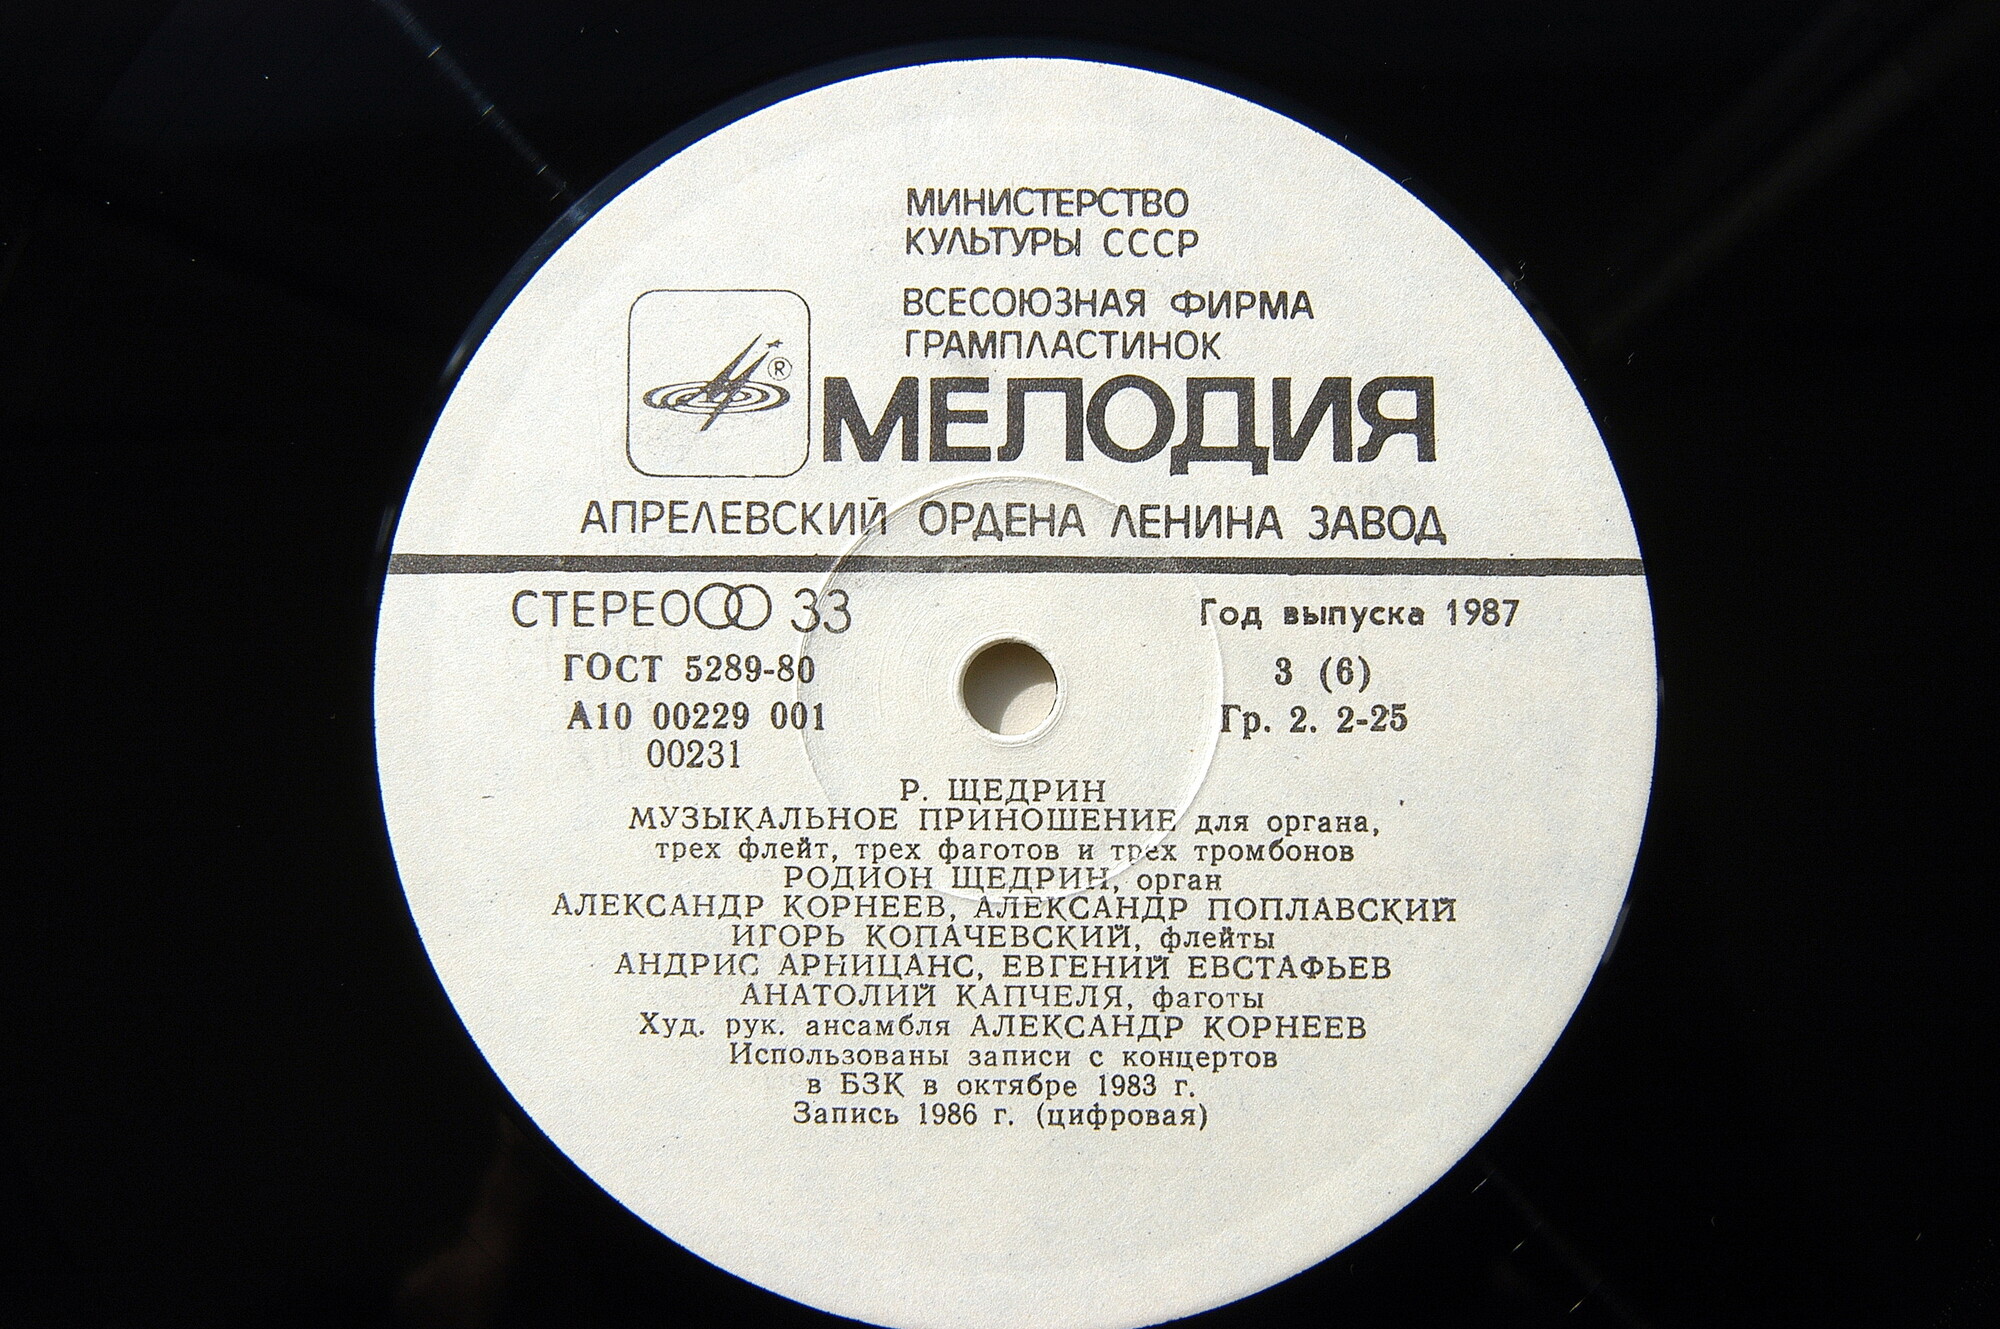 МИНИСТЕРСТВО
КУЛЬТУРЫ СССР
ВСЕСОЮЗНАЯ ФИРМА
ГРАМПЛАСТИНОК
®
МЕЛОДИЯ
АПРЕЛЕВСКИЙ ОРДЕНА ЛЕНИНА ЗАВОД
СТЕРЕО 33
Год выпуска 1987
ГОСТ 5289-80
3 (6)
А10 00229 001
Гр. 2. 2-25
00231
Р. ЩЕДРИН
МУЗЫКАЛЬНОЕ ПРИНОШЕНИЕ для органа,
трех флейт, трех фаготов и трех тромбонов
РОДИОН ЩЕДРИН, орган
АЛЕКСАНДР КОРНЕЕВ, АЛЕКСАНДР ПОПЛАВСКИЙ
ИГОРЬ КОПАЧЕВСКИЙ, флейты
АНДРИС АРНИЦАНС, ЕВГЕНИЙ ЕВСТАФЬЕВ
АНАТОЛИЙ КАПЧЕЛЯ, фаготы
Худ. рук. ансамбля АЛЕКСАНДР КОРНЕЕВ
Использованы записи с концертов
в БЗК в октябре 1983 г.
Запись 1986 г. (цифровая)